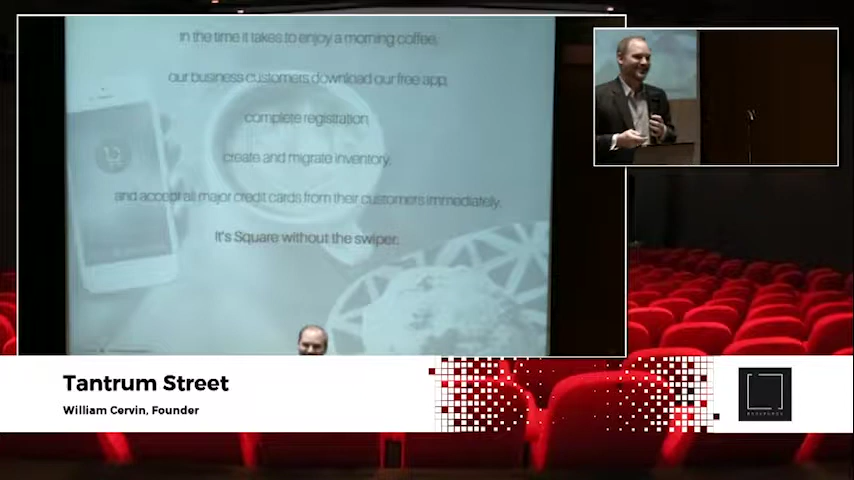 in the time it takes to enjoy a morning coffee,
our business customers download our free app,
complete registration,
create and migrate inventory,
and accept all major credit cards from their customers immediately.
It's Square without the swiper.
Tantrum Street
William Cervin, Founder